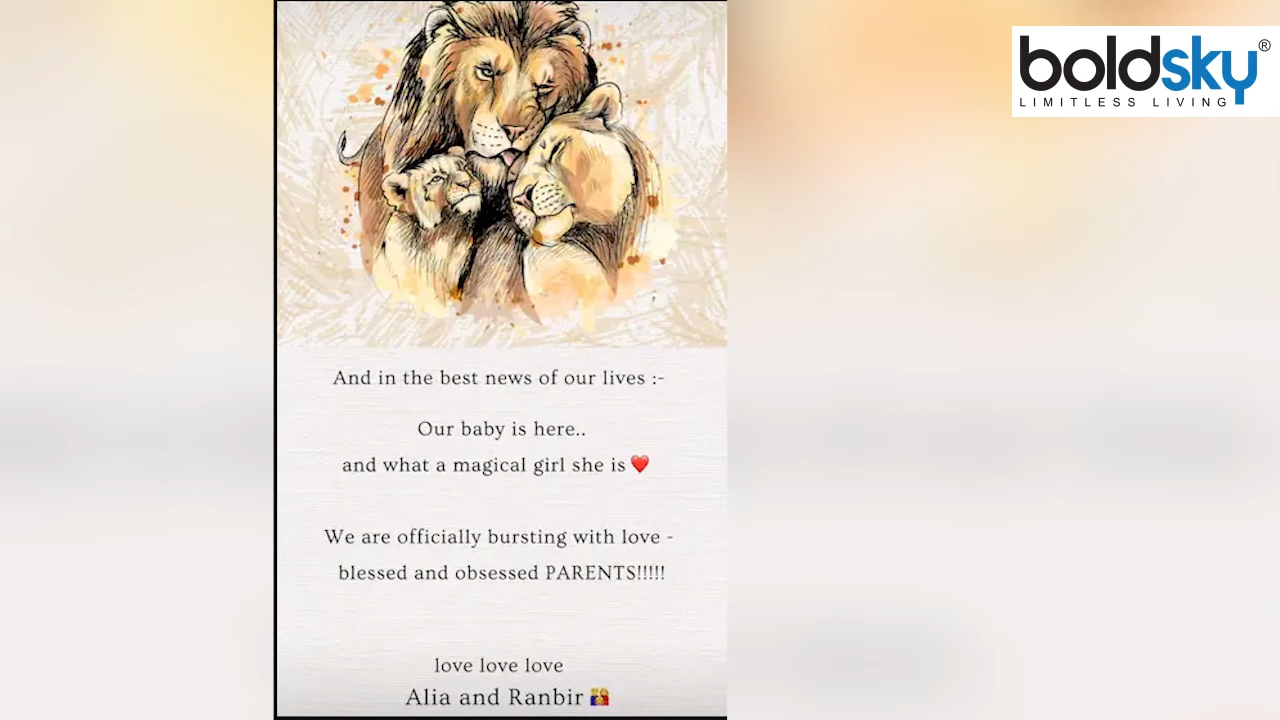 boldsky®
LIMITLESS LIVING
And in the best news of our lives :-
Our baby is here..
and what a magical girl she is❤️
We are officially bursting with love -
blessed and obsessed PARENTS!!!!!
love love love
Alia and Ranbir